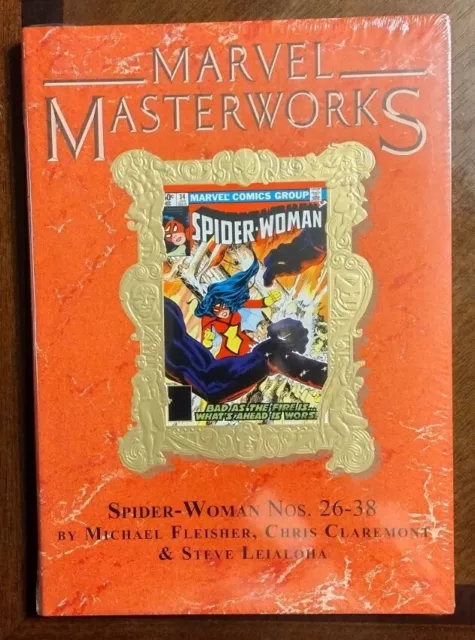 MARVEL
MASTERWORKS
34
MARVEL COMICS GROUP
SPIDER-WOMAN
BAD AS THE FIRE IS...
WHAT'S AHEAD IS WORSE
SPIDER-WOMAN NOS. 26-38
BY MICHAEL FLEISHER, CHRIS CLAREMONT
& STEVE LEIALOHA